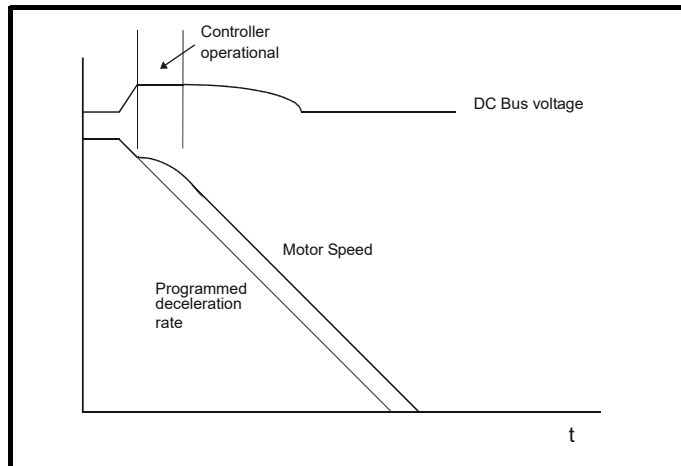 Controller
operational
DC Bus voltage
Motor Speed
Programmed
deceleration
rate
t